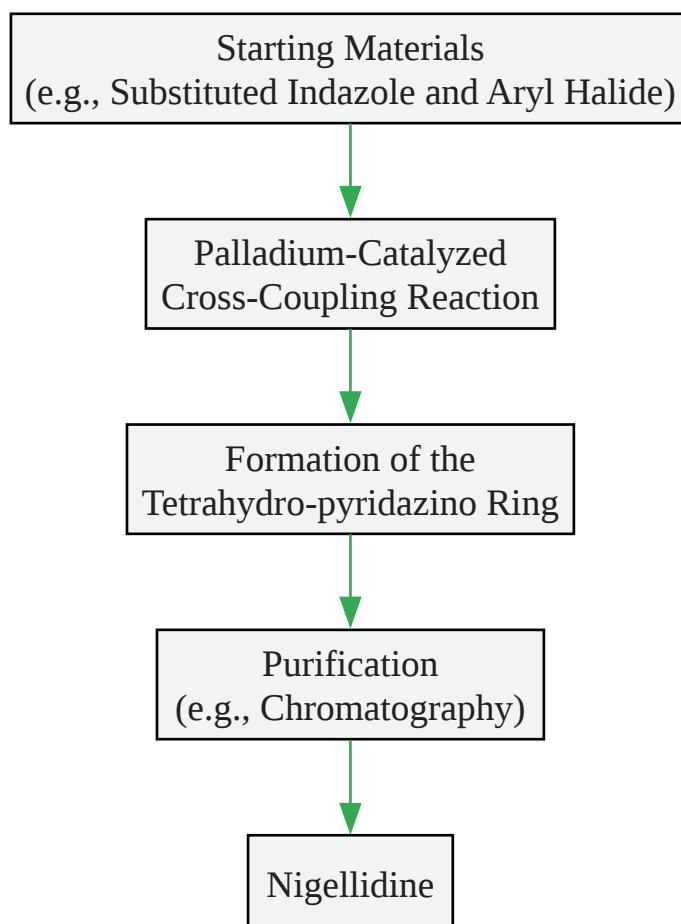 Starting Materials
(e.g., Substituted Indazole and Aryl Halide)
Palladium-Catalyzed
Cross-Coupling Reaction
Formation of the
Tetrahydro-pyridazino Ring
Purification
(e.g., Chromatography)
Nigellidine